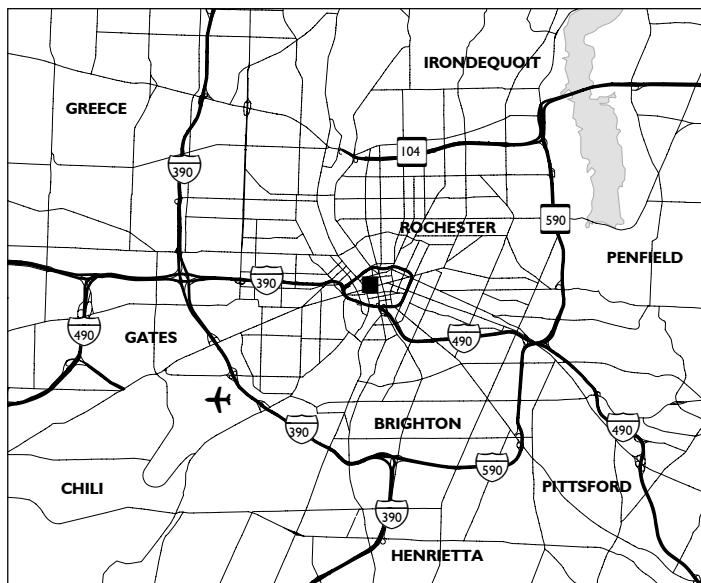 IRONDEQUOIT
GREECE
104
390
ROCHESTER
590
PENFIELD
390
490
GATES
490
BRIGHTON
390
490
590
CHILI
PITTSFORD
390
HENRIETTA